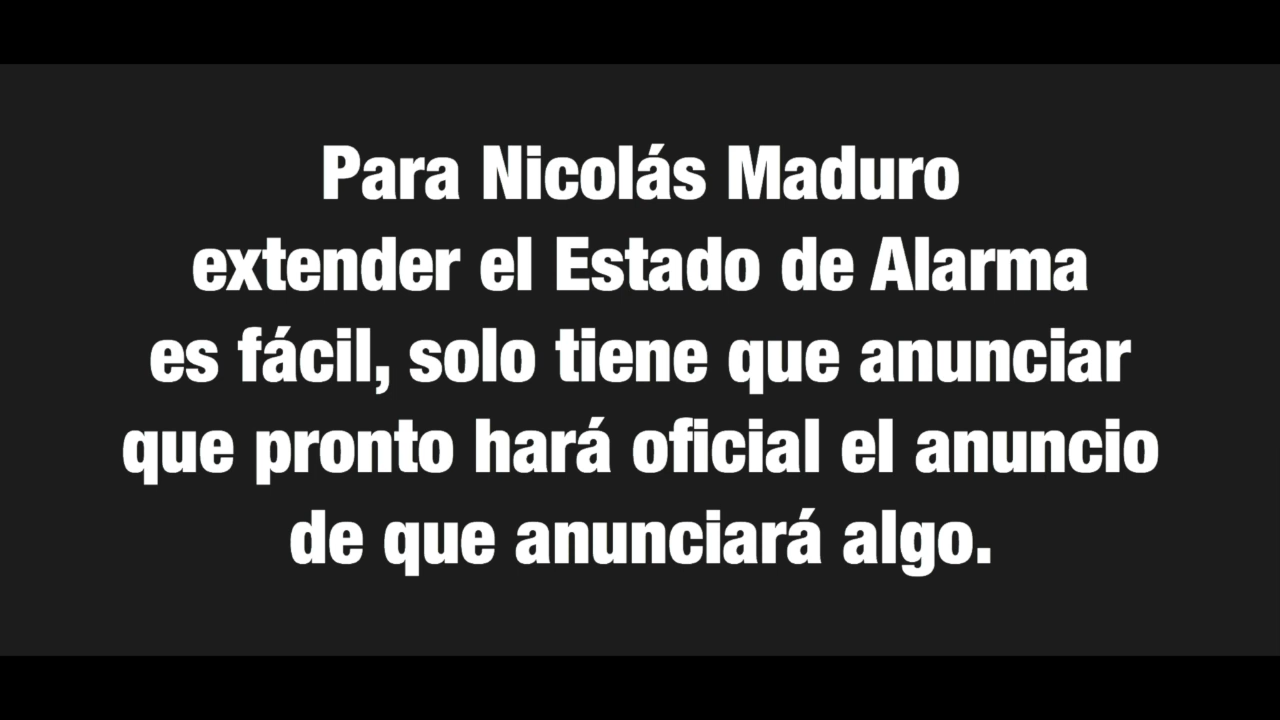 Para Nicolás Maduro
extender el Estado de Alarma
es fácil, solo tiene que anunciar
que pronto hará oficial el anuncio
de que anunciará algo.